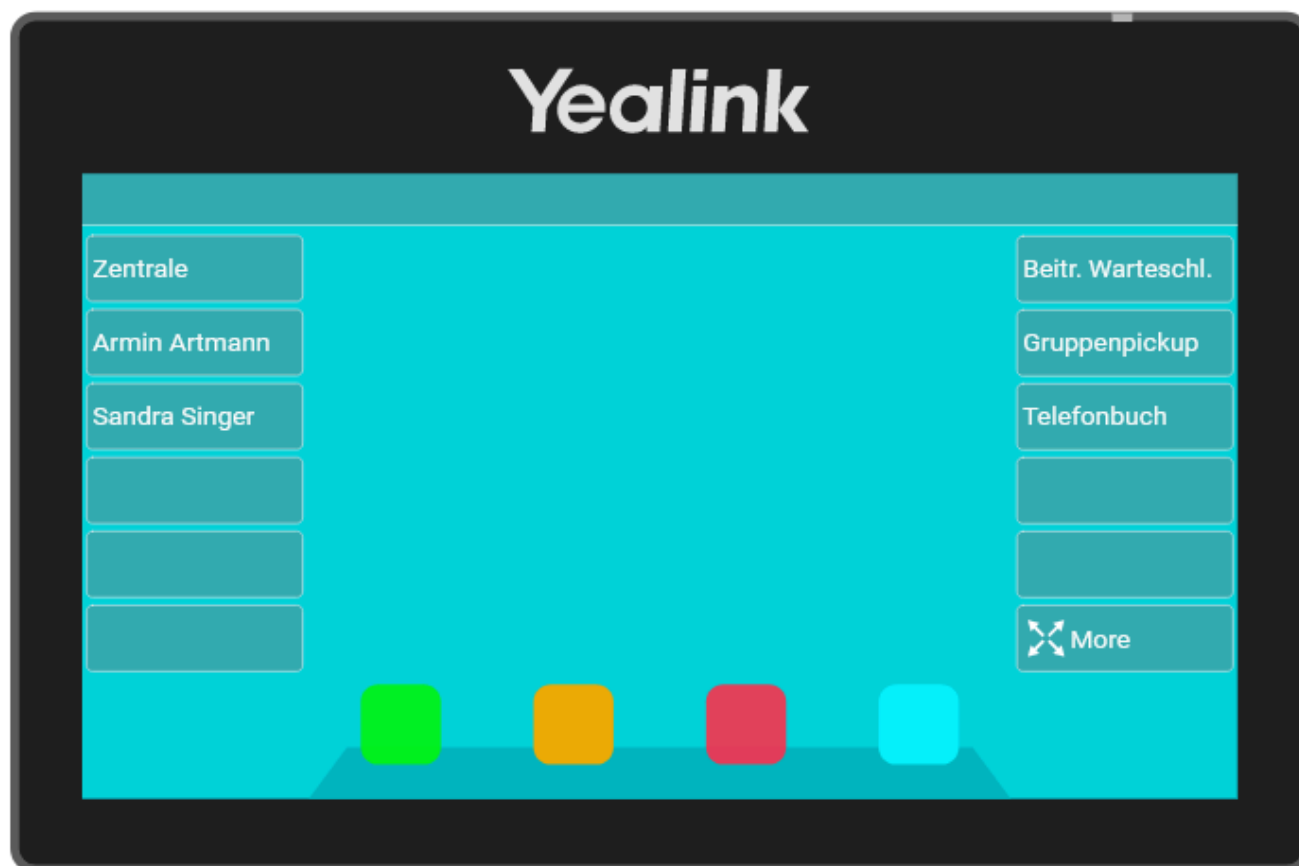 Yealink
Zentrale
Armin Artmann
Sandra Singer
Beitr. Warteschl.
Gruppenpickup
Telefonbuch
More